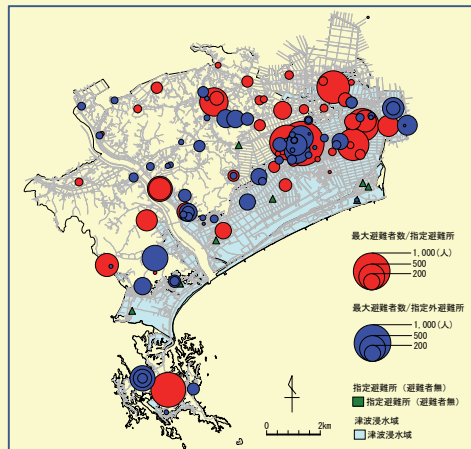 最大避難者数/指定避難所
1,000(人)
500
200
最大避難者数/指定外避難所
1,000(人)
500
200
指定避難所（避難者無）
指定避難所（避難者無）
津波浸水域
津波浸水域
0
2km